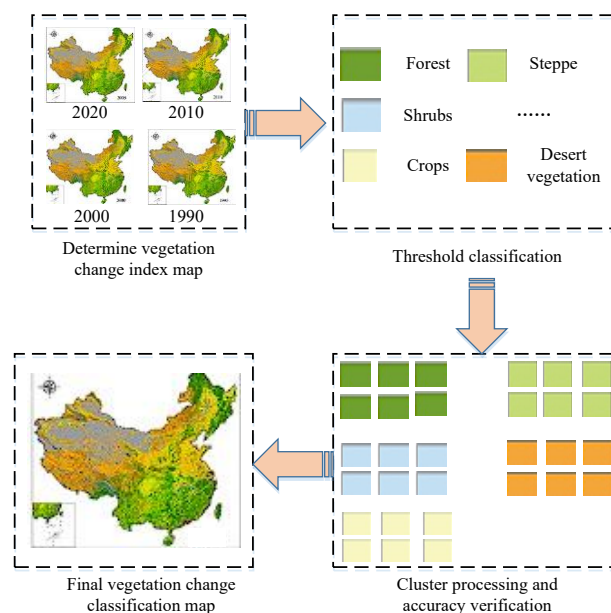 2020
2010
2000
1990
Determine vegetation
change index map
Forest
Steppe
Shrubs
......
Crops
Desert
vegetation
Threshold classification
Final vegetation change
classification map
Cluster processing and
accuracy verification